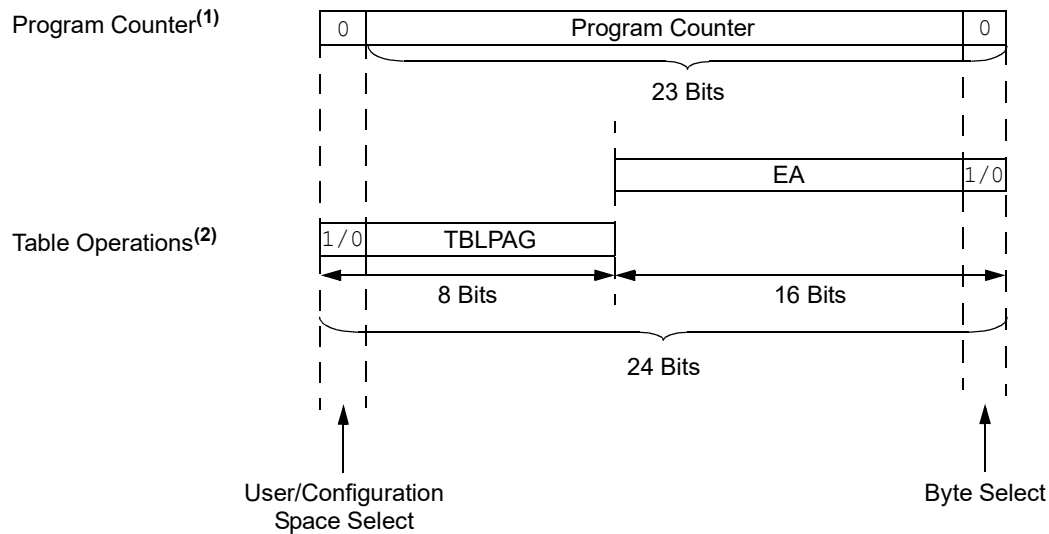 Program Counter(1)
0 Program Counter 0
23 Bits
EA 1/0
Table Operations(2)
1/0 TBLPAG
8 Bits 16 Bits
24 Bits
User/Configuration
Space Select
Byte Select